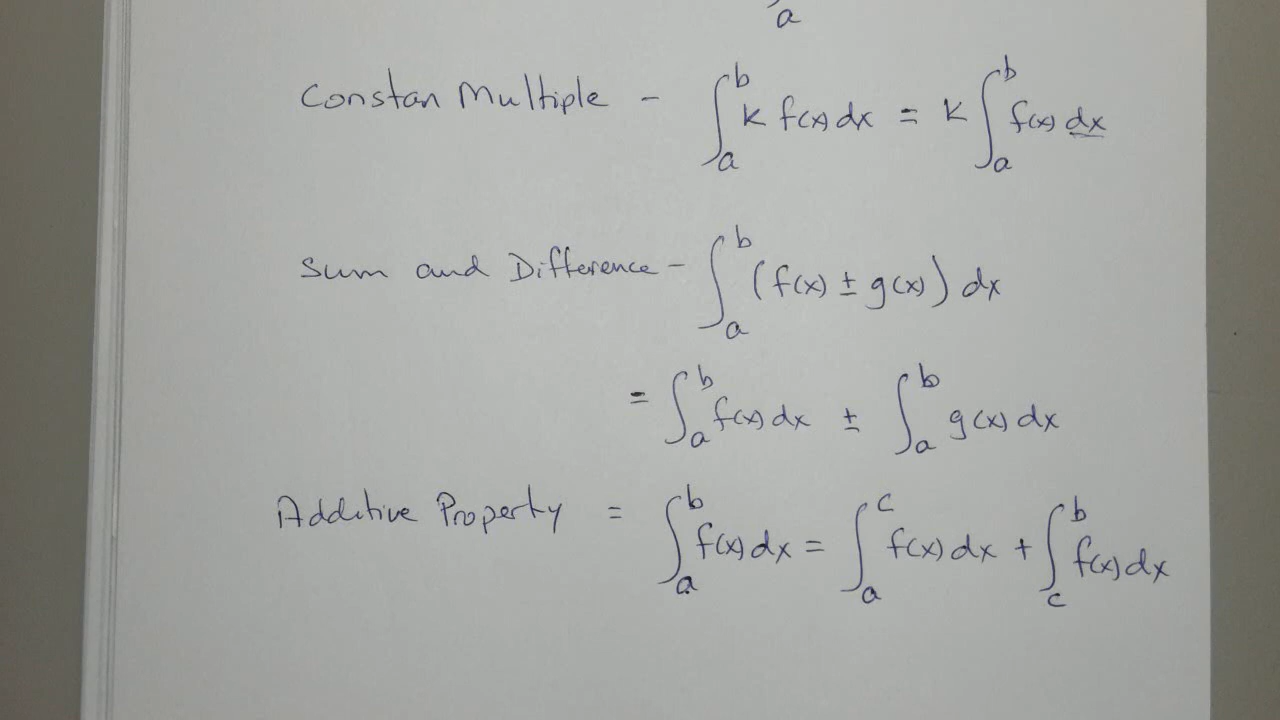 a
Constan Multiple - ∫_a^b k f(x) dx = k ∫_a^b f(x) dx
Sum and Difference - ∫_a^b (f(x) ± g(x)) dx
= ∫_a^b f(x) dx ± ∫_a^b g(x) dx
Additive Property = ∫_a^b f(x) dx = ∫_a^c f(x) dx + ∫_c^b f(x) dx